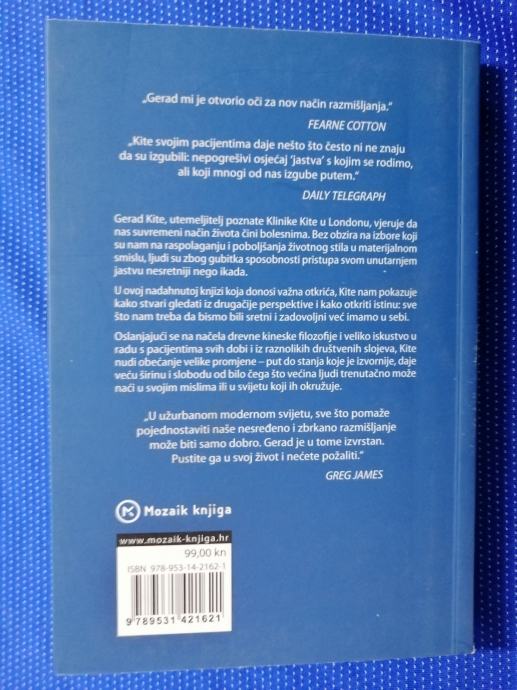 „Gerad mi je otvorio oči za nov način razmišljanja.“
FEARNE COTTON
„Kite svojim pacijentima daje nešto što često ni ne znaju
da su izgubili: nepogrešivi osjećaj ‘jastva’ s kojim se rodimo,
ali koji mnogi od nas izgube putem.“
DAILY TELEGRAPH
Gerad Kite, utemeljitelj poznate Klinike Kite u Londonu, vjeruje da
nas suvremeni način života čini bolesnima. Bez obzira na izbore koji
su nam na raspolaganju i poboljšanja životnog stila u materijalnom
smislu, ljudi su zbog gubitka sposobnosti pristupa svom unutarnjem
jastvu nesretniji nego ikada.
U ovoj nadahnutoj knjizi koja donosi važna otkrića, Kite nam pokazuje
kako stvari gledati iz drugačije perspektive i kako otkriti istinu: sve
što nam treba da bismo bili sretni i zadovoljni već imamo u sebi.
Oslanjajući se na načela drevne kineske filozofije i veliko iskustvo u
radu s pacijentima svih dobi i iz raznolikih društvenih slojeva, Kite
nudi obećanje velike promjene – put do stanja koje je izvornije, daje
veću širinu i slobodu od bilo čega što većina ljudi trenutačno može
naći u svojim mislima ili u svijetu koji ih okružuje.
„U užurbanom modernom svijetu, sve što pomaže
pojednostaviti naše nesređeno i zbrkano razmišljanje
može biti samo dobro. Gerad je u tome izvrstan.
Pustite ga u svoj život i nećete požaliti.“
GREG JAMES
Mozaik knjiga
www.mozaik-knjiga.hr
99,00 kn
ISBN 978-953-14-2162-1
9 789531 421621